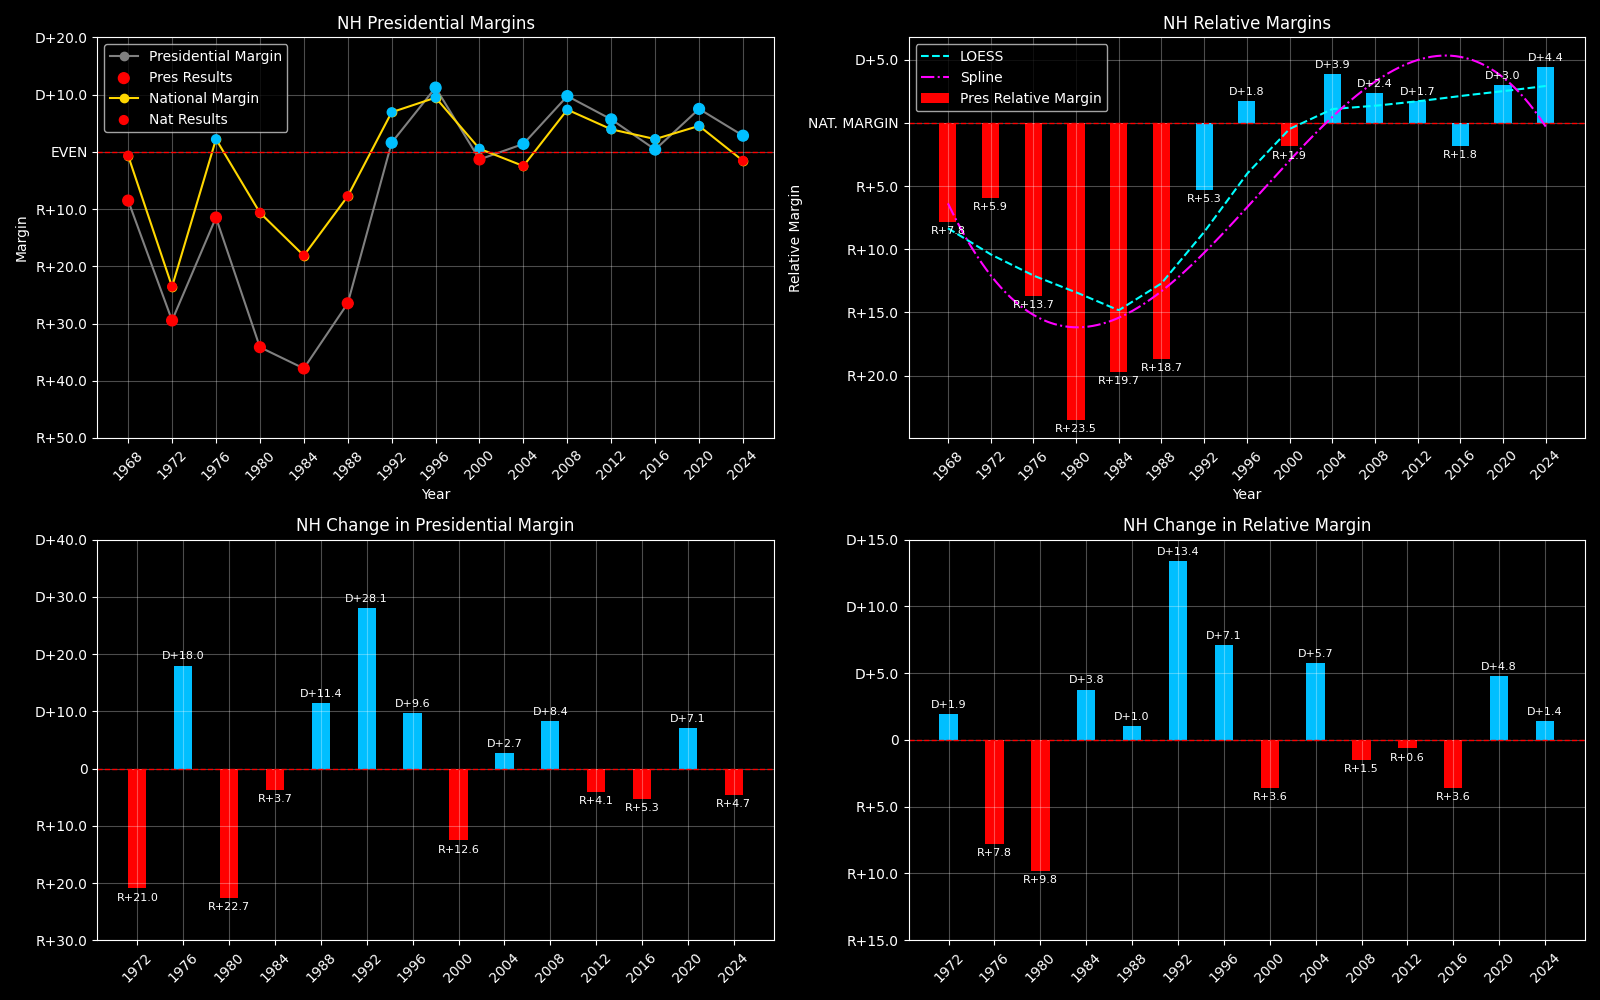 NH Presidential Margins
D+20.0
D+10.0
EVEN
R+10.0
R+20.0
R+30.0
R+40.0
R+50.0
Margin
Presidential Margin
Pres Results
National Margin
Nat Results
1968
1972
1976
1980
1984
1988
1992
1996
2000
2004
2008
2012
2016
2020
2024
Year
NH Relative Margins
D+5.0
NAT. MARGIN
R+5.0
R+10.0
R+15.0
R+20.0
Relative Margin
LOESS
Spline
Pres Relative Margin
R+7.8
R+5.9
R+13.7
R+23.5
R+19.7
R+18.7
R+5.3
D+1.8
R+1.9
D+3.9
D+2.4
D+1.7
R+1.8
D+3.0
D+4.4
1968
1972
1976
1980
1984
1988
1992
1996
2000
2004
2008
2012
2016
2020
2024
Year
NH Change in Presidential Margin
D+40.0
D+30.0
D+20.0
D+10.0
0
R+10.0
R+20.0
R+30.0
R+21.0
D+18.0
R+22.7
R+3.7
D+11.4
D+28.1
D+9.6
R+12.6
D+2.7
D+8.4
R+4.1
R+5.3
D+7.1
R+4.7
1972
1976
1980
1984
1988
1992
1996
2000
2004
2008
2012
2016
2020
2024
NH Change in Relative Margin
D+15.0
D+10.0
D+5.0
0
R+5.0
R+10.0
R+15.0
D+1.9
R+7.8
R+9.8
D+3.8
D+1.0
D+13.4
D+7.1
R+3.6
D+5.7
R+1.5
R+0.6
R+3.6
D+4.8
D+1.4
1972
1976
1980
1984
1988
1992
1996
2000
2004
2008
2012
2016
2020
2024